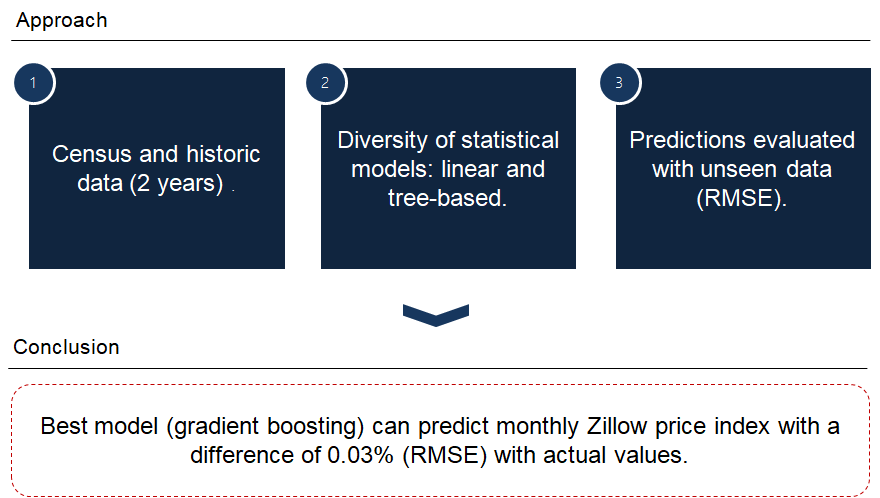 Approach
1
Census and historic
data (2 years) .
2
Diversity of statistical
models: linear and
tree-based.
3
Predictions evaluated
with unseen data
(RMSE).
Conclusion
Best model (gradient boosting) can predict monthly Zillow price index with a
difference of 0.03% (RMSE) with actual values.